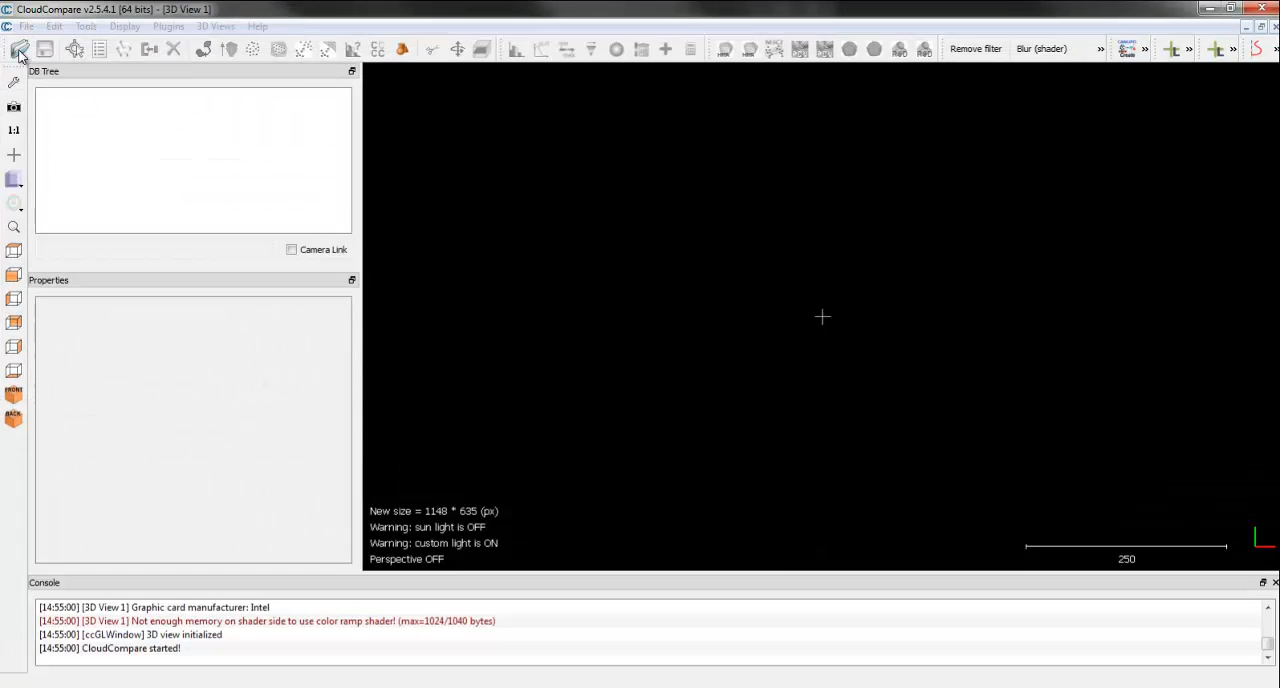 CloudCompare v2.5.4.1 [64 bits] - [3D View 1]
File Edit Tools Display Plugins 3D Views Help
Remove filter Blur (shader) » » » » »
DB Tree
1:1
Camera Link
Properties
FRONT
BACK
New size = 1148 * 635 (px)
Warning: sun light is OFF
Warning: custom light is ON
Perspective OFF
250
Console
[14:55:00] [3D View 1] Graphic card manufacturer: Intel
[14:55:00] [3D View 1] Not enough memory on shader side to use color ramp shader! (max=1024/1040 bytes)
[14:55:00] [ccGLWindow] 3D view initialized
[14:55:00] CloudCompare started!